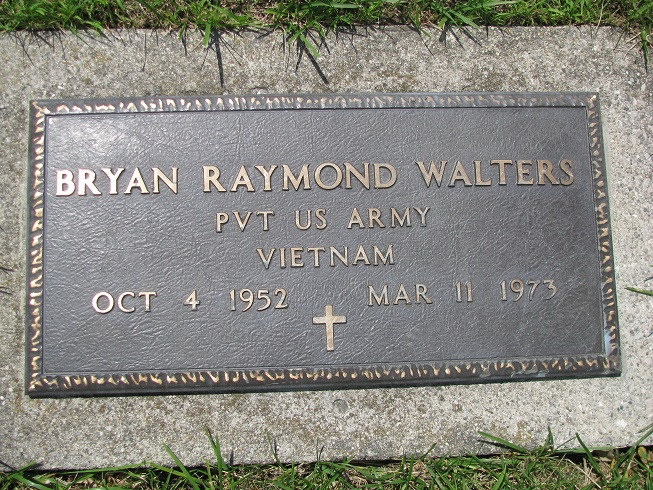 BRYAN RAYMOND WALTERS
PVT US ARMY
VIETNAM
OCT 4 1952 MAR 11 1973